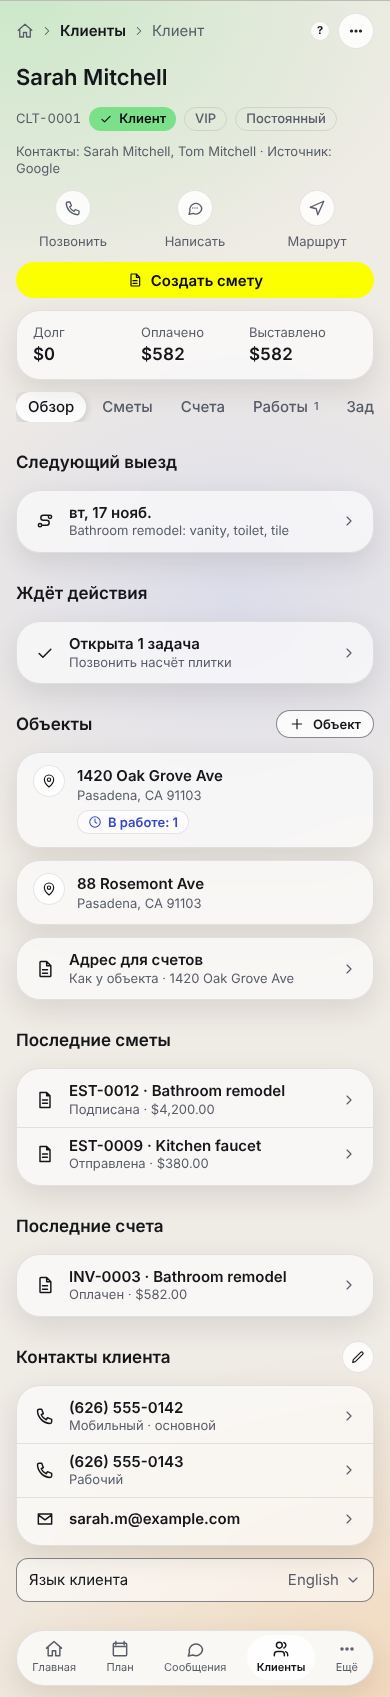 Клиенты
Клиент
?
Sarah Mitchell
CLT-0001
Клиент
VIP
Постоянный
Контакты: Sarah Mitchell, Tom Mitchell · Источник:
Google
Позвонить
Написать
Маршрут
Создать смету
Долг
Оплачено
Выставлено
$0
$582
$582
Обзор
Сметы
Счета
Работы 1
Зад
Следующий выезд
вт, 17 нояб.
Bathroom remodel: vanity, toilet, tile
Ждёт действия
Открыта 1 задача
Позвонить насчёт плитки
Объекты
Объект
1420 Oak Grove Ave
Pasadena, CA 91103
В работе: 1
88 Rosemont Ave
Pasadena, CA 91103
Адрес для счетов
Как у объекта · 1420 Oak Grove Ave
Последние сметы
EST-0012 · Bathroom remodel
Подписана · $4,200.00
EST-0009 · Kitchen faucet
Отправлена · $380.00
Последние счета
INV-0003 · Bathroom remodel
Оплачен · $582.00
Контакты клиента
(626) 555-0142
Мобильный · основной
(626) 555-0143
Рабочий
sarah.m@example.com
Язык клиента
English
Главная
План
Сообщения
Клиенты
Ещё